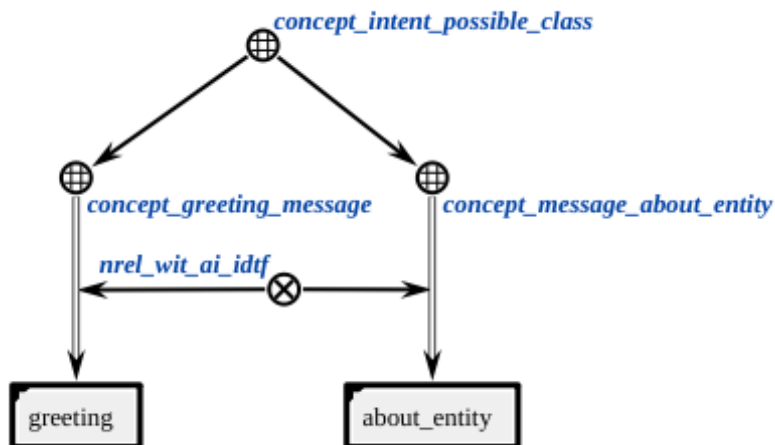 concept_intent_possible_class
concept_greeting_message
concept_message_about_entity
nrel_wit_ai_idtf
greeting
about_entity